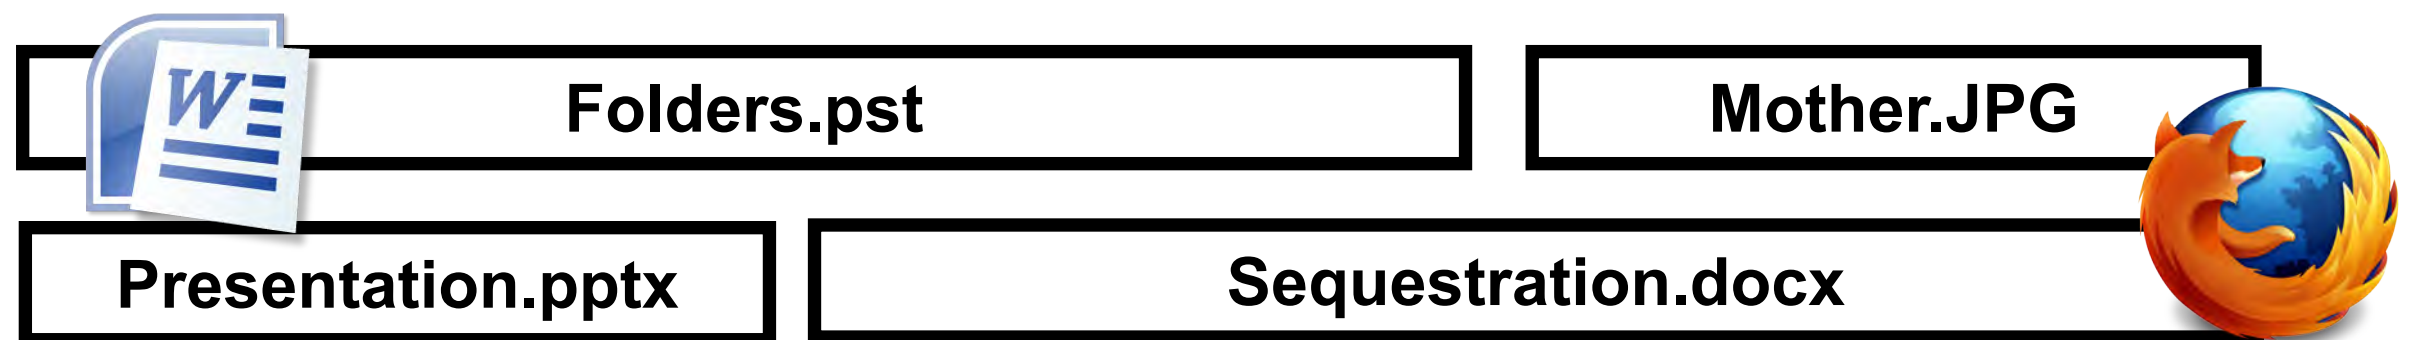 W
Folders.pst
Mother.JPG
Presentation.pptx
Sequestration.docx